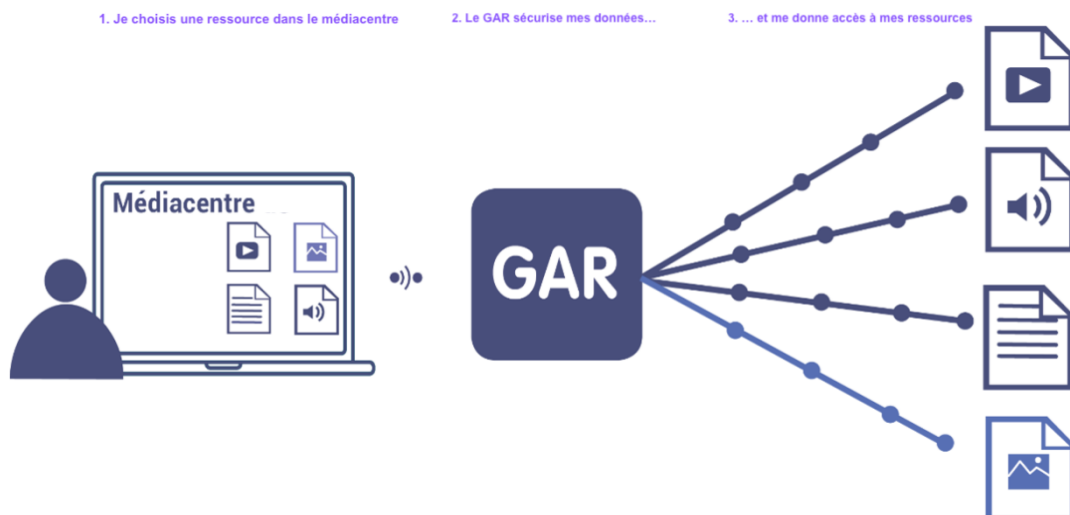 1. Je choisis une ressource dans le médiacentre
2. Le GAR sécurise mes données…
3. … et me donne accès à mes ressources
Médiacentre
GAR